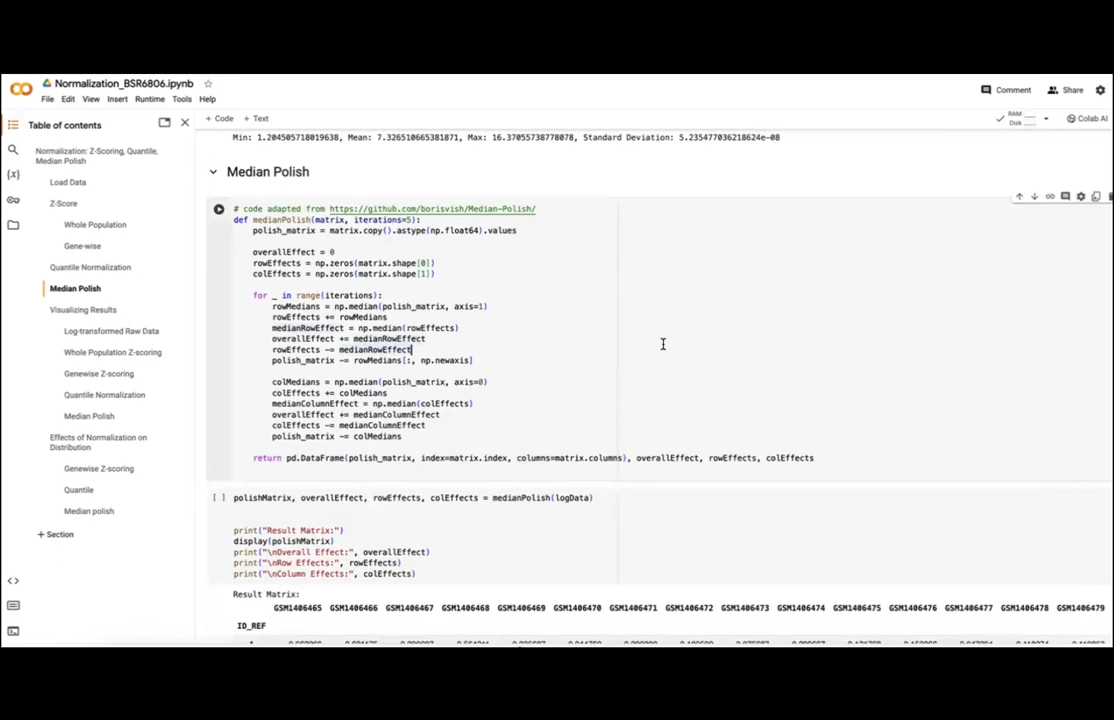 Normalization_BSR6806.ipynb
File Edit View Insert Runtime Tools Help
Comment Share
Table of contents
+ Code + Text
RAM
Disk
Colab AI
Normalization: Z-Scoring, Quantile,
Median Polish
Load Data
Z-Score
Whole Population
Gene-wise
Quantile Normalization
Median Polish
Visualizing Results
Log-transformed Raw Data
Whole Population Z-scoring
Genewise Z-scoring
Quantile Normalization
Median Polish
Effects of Normalization on
Distribution
Genewise Z-scoring
Quantile
Median polish
+ Section
Min: 1.204505718019638, Mean: 7.326510665381871, Max: 16.37055738778078, Standard Deviation: 5.235477036218624e-08
Median Polish
# code adapted from https://github.com/borisvish/Median-Polish/
def medianPolish(matrix, iterations=5):
polish_matrix = matrix.copy().astype(np.float64).values
overallEffect = 0
rowEffects = np.zeros(matrix.shape[0])
colEffects = np.zeros(matrix.shape[1])
for _ in range(iterations):
rowMedians = np.median(polish_matrix, axis=1)
rowEffects += rowMedians
medianRowEffect = np.median(rowEffects)
overallEffect += medianRowEffect
rowEffects -= medianRowEffect
polish_matrix -= rowMedians[:, np.newaxis]
colMedians = np.median(polish_matrix, axis=0)
colEffects += colMedians
medianColumnEffect = np.median(colEffects)
overallEffect += medianColumnEffect
colEffects -= medianColumnEffect
polish_matrix -= colMedians
return pd.DataFrame(polish_matrix, index=matrix.index, columns=matrix.columns), overallEffect, rowEffects, colEffects
[ ] polishMatrix, overallEffect, rowEffects, colEffects = medianPolish(logData)
print("Result Matrix:")
display(polishMatrix)
print("\nOverall Effect:", overallEffect)
print("\nRow Effects:", rowEffects)
print("\nColumn Effects:", colEffects)
Result Matrix:
GSM1406465 GSM1406466 GSM1406467 GSM1406468 GSM1406469 GSM1406470 GSM1406471 GSM1406472 GSM1406473 GSM1406474 GSM1406475 GSM1406476 GSM1406477 GSM1406478 GSM1406479
ID_REF